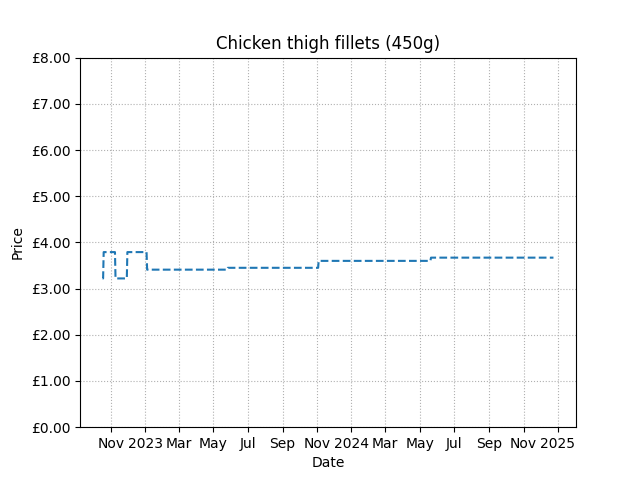 Chicken thigh fillets (450g)
£8.00
£7.00
£6.00
£5.00
£4.00
£3.00
£2.00
£1.00
£0.00
Price
Nov 2023 Mar May Jul Sep Nov 2024 Mar May Jul Sep Nov 2025
Date